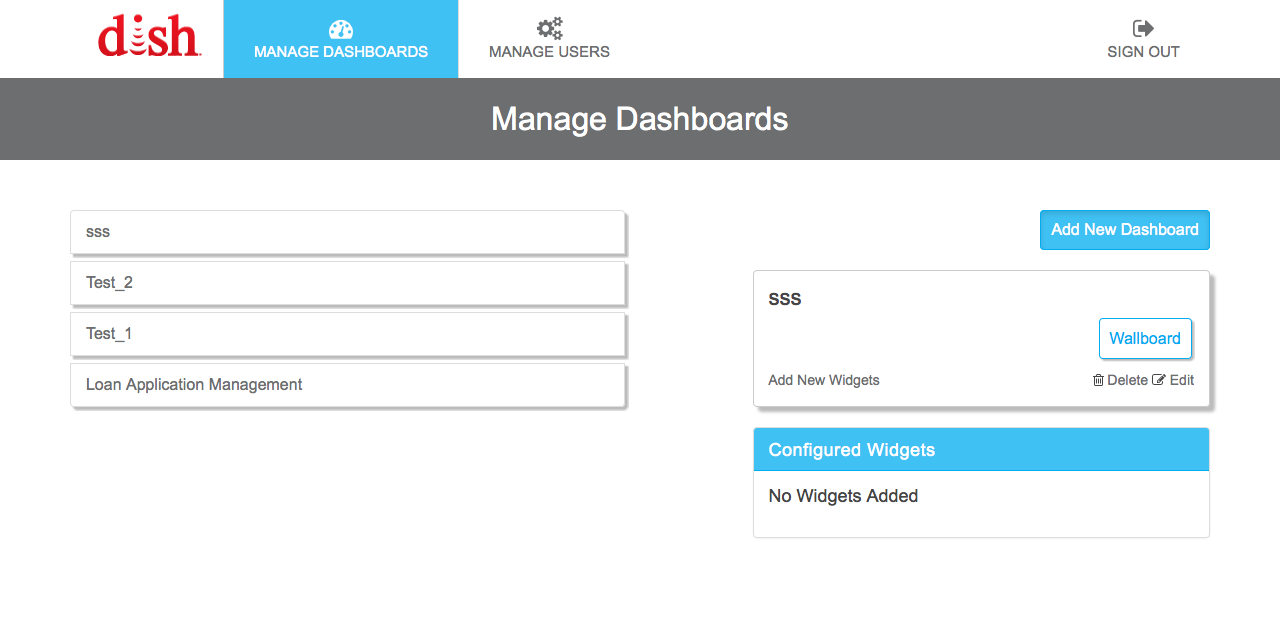 dish
MANAGE DASHBOARDS
MANAGE USERS
SIGN OUT
Manage Dashboards
sss
Test_2
Test_1
Loan Application Management
Add New Dashboard
SSS
Wallboard
Add New Widgets
Delete Edit
Configured Widgets
No Widgets Added